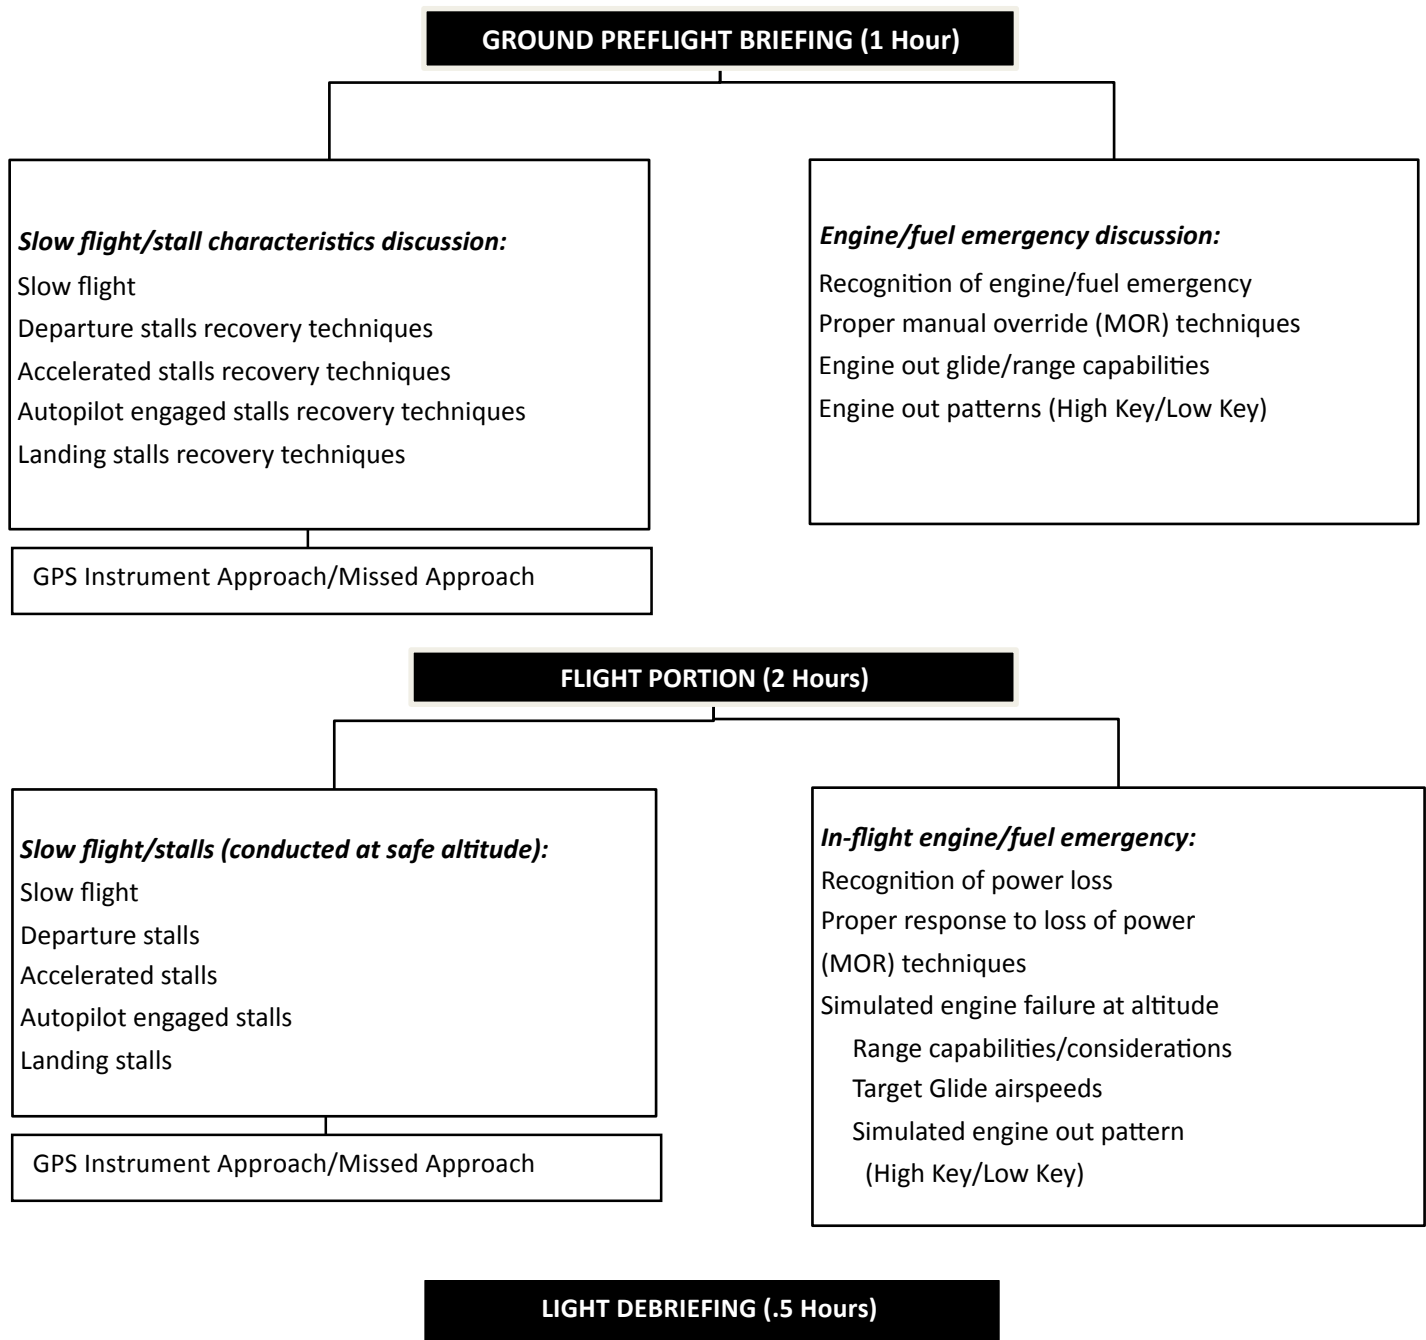 GROUND PREFLIGHT BRIEFING (1 Hour)
Slow flight/stall characteristics discussion:
Slow flight
Departure stalls recovery techniques
Accelerated stalls recovery techniques
Autopilot engaged stalls recovery techniques
Landing stalls recovery techniques
GPS Instrument Approach/Missed Approach
Engine/fuel emergency discussion:
Recognition of engine/fuel emergency
Proper manual override (MOR) techniques
Engine out glide/range capabilities
Engine out patterns (High Key/Low Key)
FLIGHT PORTION (2 Hours)
Slow flight/stalls (conducted at safe altitude):
Slow flight
Departure stalls
Accelerated stalls
Autopilot engaged stalls
Landing stalls
GPS Instrument Approach/Missed Approach
In-flight engine/fuel emergency:
Recognition of power loss
Proper response to loss of power
(MOR) techniques
Simulated engine failure at altitude
Range capabilities/considerations
Target Glide airspeeds
Simulated engine out pattern
(High Key/Low Key)
LIGHT DEBRIEFING (.5 Hours)